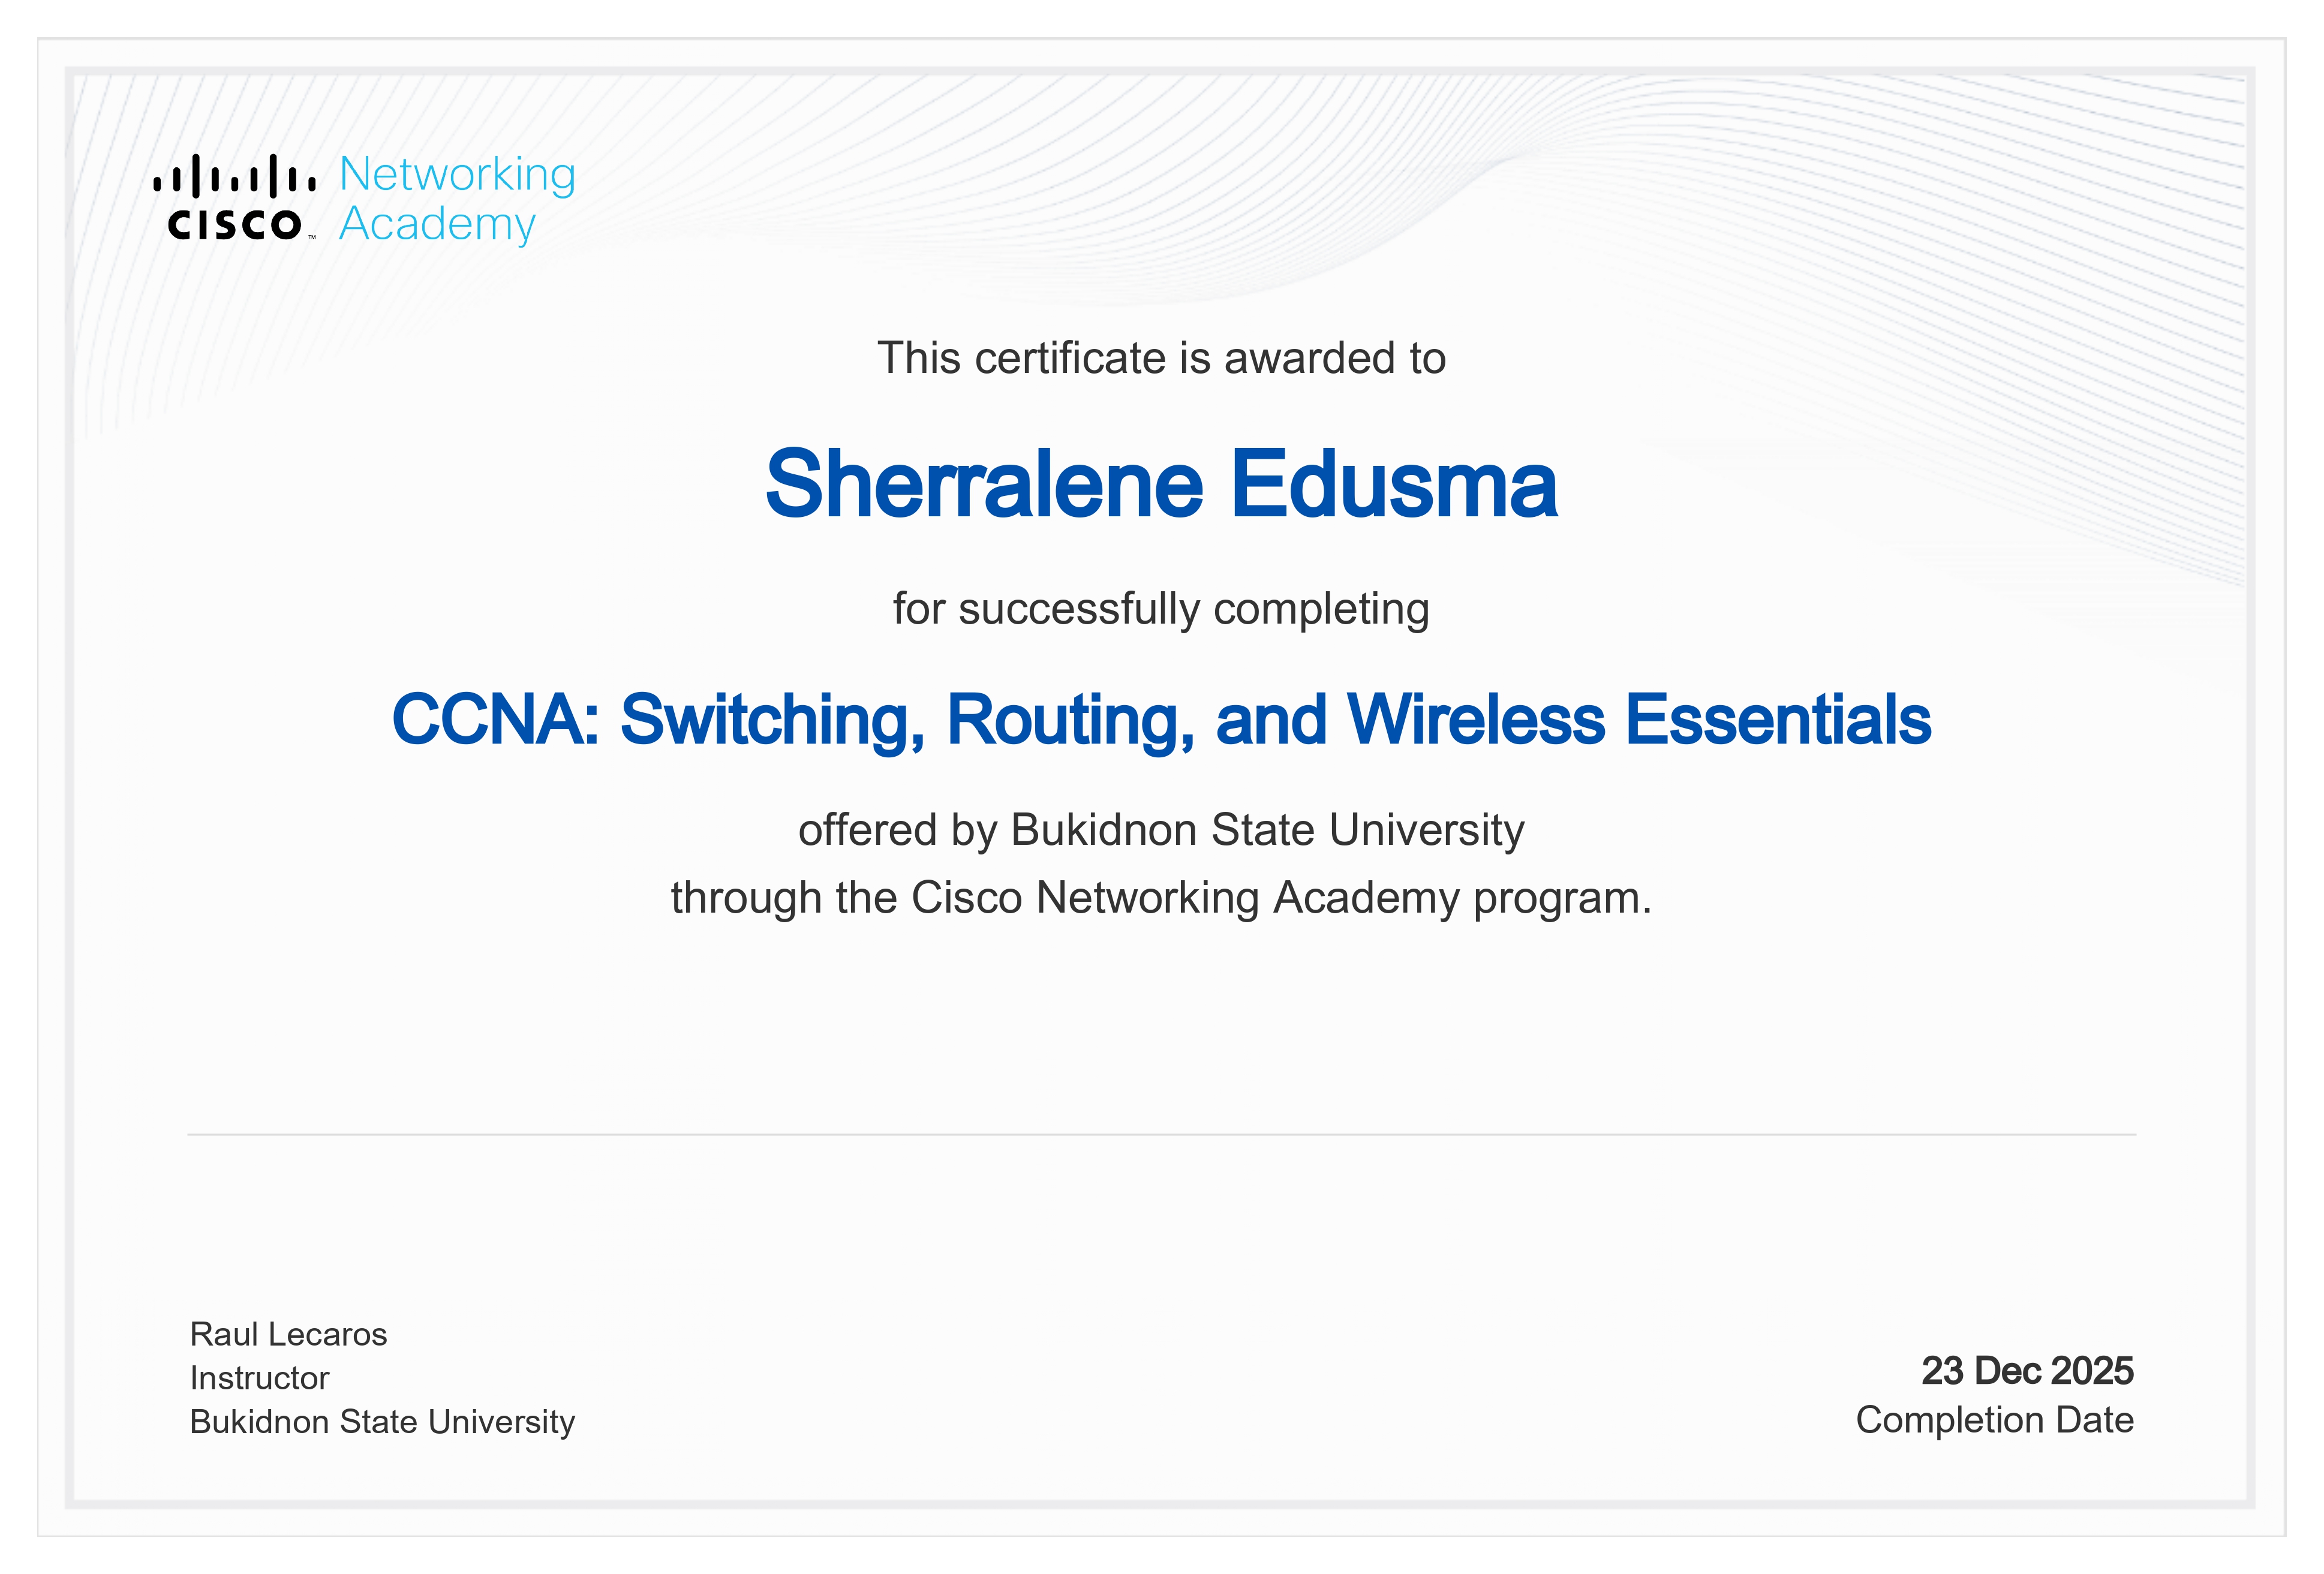 CISCO™ Networking
Academy
This certificate is awarded to
Sherralene Edusma
for successfully completing
CCNA: Switching, Routing, and Wireless Essentials
offered by Bukidnon State University
through the Cisco Networking Academy program.
Raul Lecaros
Instructor
Bukidnon State University
23 Dec 2025
Completion Date